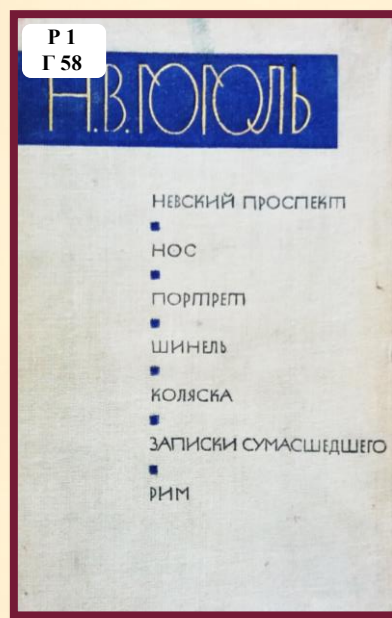 Р 1
Г 58
Н.В. ГОГОЛЬ
НЕВСКИЙ ПРОСПЕКТ
НОС
ПОРТРЕТ
ШИНЕЛЬ
КОЛЯСКА
ЗАПИСКИ СУМАСШЕДШЕГО
РИМ